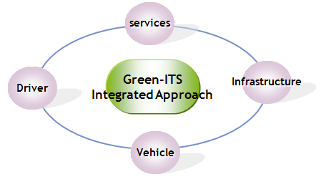 services
Green-ITS
Integrated Approach
Driver
Infrastructure
Vehicle